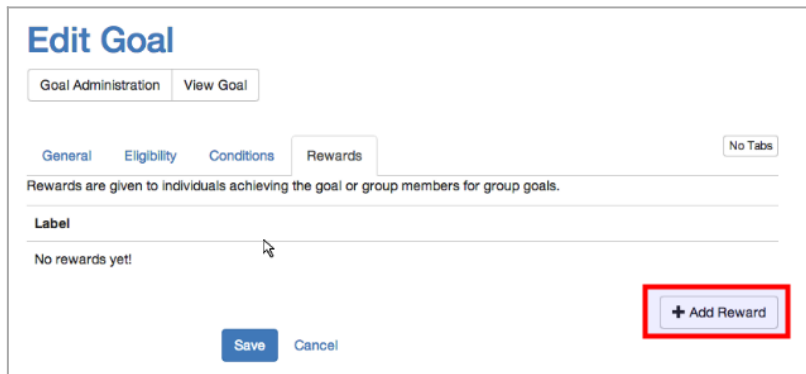 Edit Goal
Goal Administration View Goal
General Eligibility Conditions Rewards No Tabs
Rewards are given to individuals achieving the goal or group members for group goals.
Label
No rewards yet!
+ Add Reward
Save Cancel